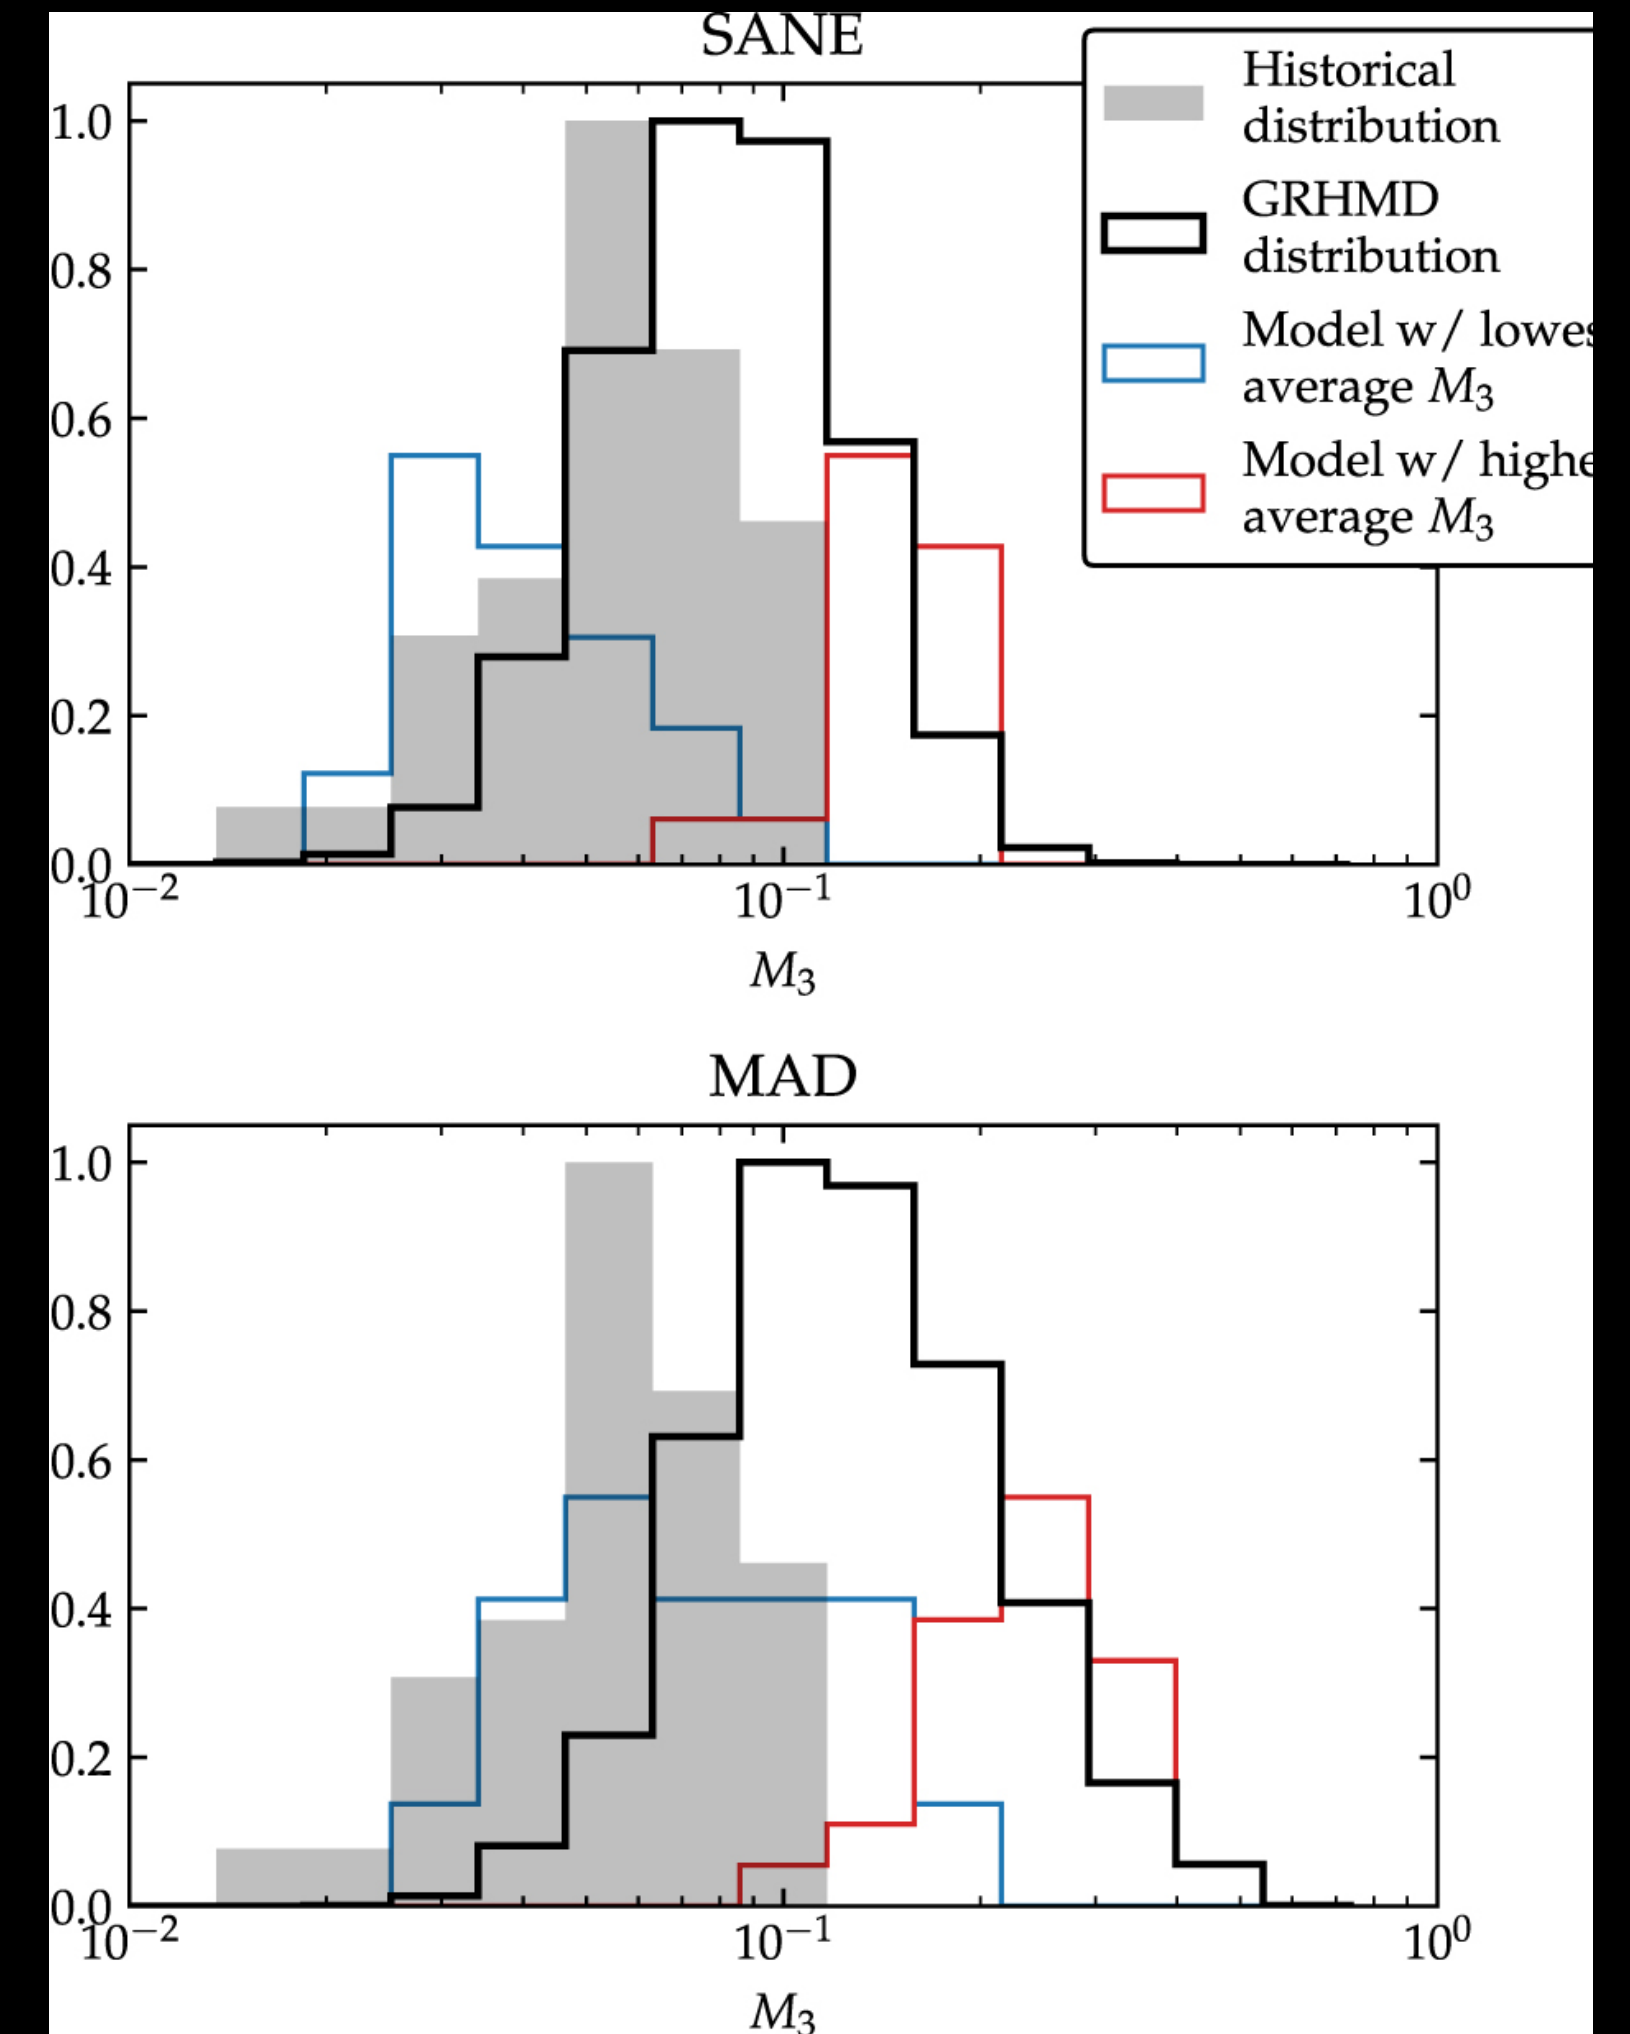 SANE
Historical
distribution
GRHMD
distribution
Model w/ lowes
average M3
Model w/ highe
average M3
1.0
0.8
0.6
0.4
0.2
0.0
10−2
10−1
100
M3
MAD
1.0
0.8
0.6
0.4
0.2
0.0
10−2
10−1
100
M3